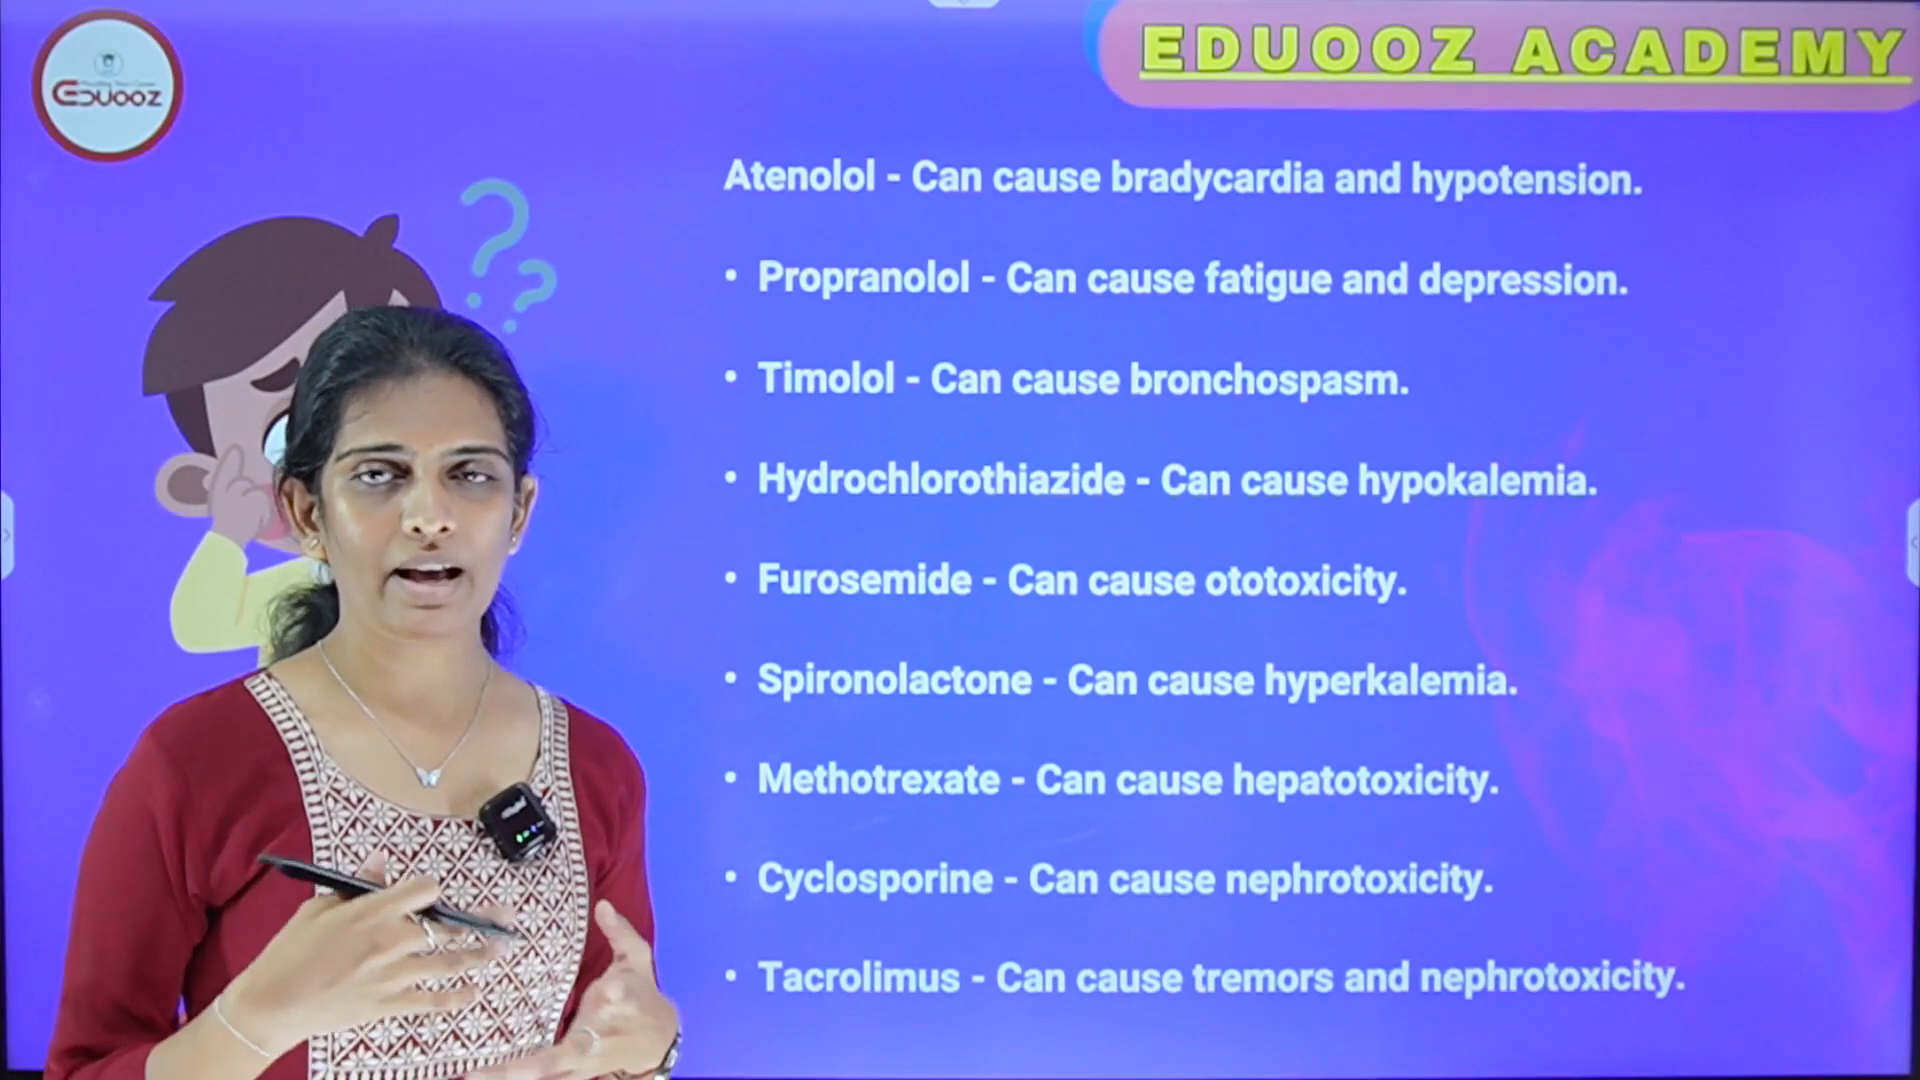 EDUOOZ
EDUOOZ ACADEMY
Atenolol - Can cause bradycardia and hypotension.
• Propranolol - Can cause fatigue and depression.
• Timolol - Can cause bronchospasm.
• Hydrochlorothiazide - Can cause hypokalemia.
• Furosemide - Can cause ototoxicity.
• Spironolactone - Can cause hyperkalemia.
• Methotrexate - Can cause hepatotoxicity.
• Cyclosporine - Can cause nephrotoxicity.
• Tacrolimus - Can cause tremors and nephrotoxicity.